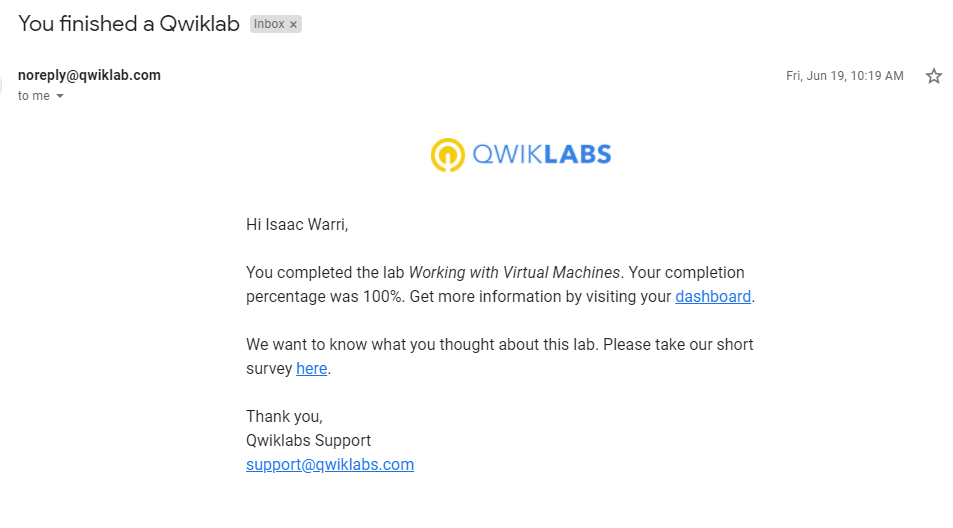 You finished a Qwiklab Inbox ×
noreply@qwiklab.com Fri, Jun 19, 10:19 AM
to me
QWIKLABS
Hi Isaac Warri,
You completed the lab Working with Virtual Machines. Your completion
percentage was 100%. Get more information by visiting your dashboard.
We want to know what you thought about this lab. Please take our short
survey here.
Thank you,
Qwiklabs Support
support@qwiklabs.com